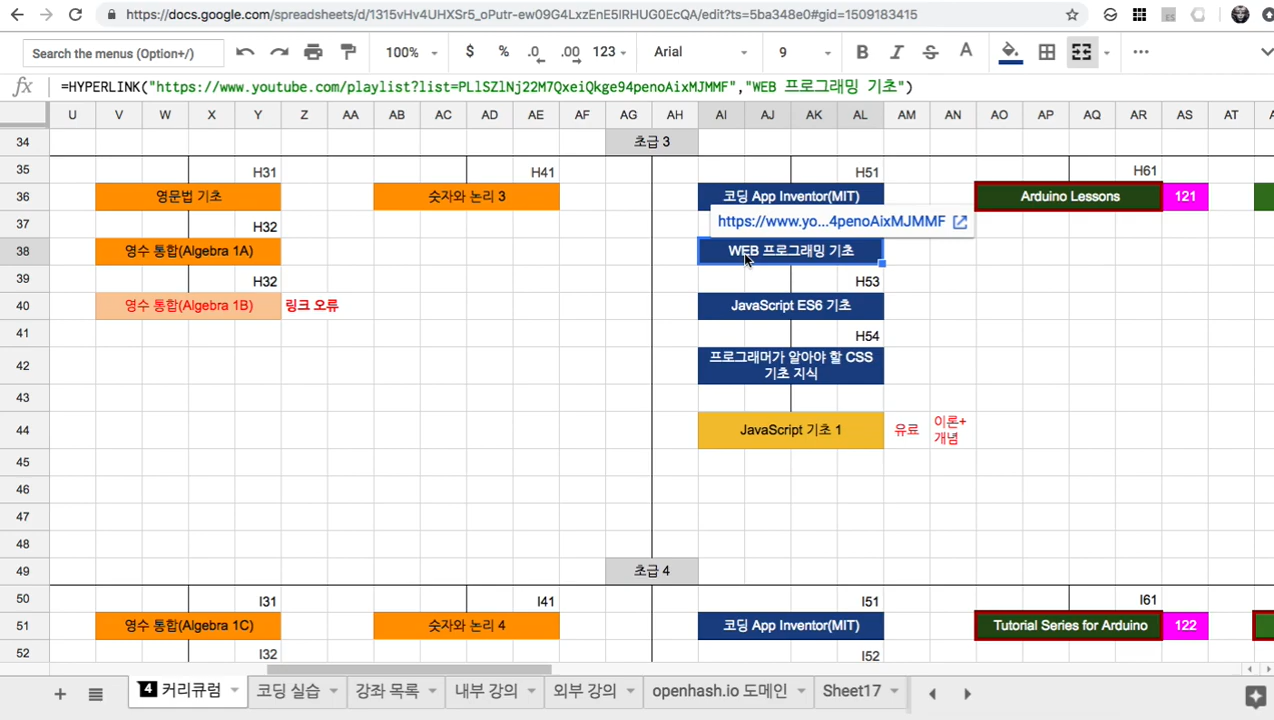 https://docs.google.com/spreadsheets/d/1315vHv4UHXSr5_oPutr-ew09G4LxzEnE5lRHUG0EcQA/edit?ts=5ba348e0#gid=1509183415
Search the menus (Option+/) 100% $ % .0 .00 123 Arial 9 B I S A
fx =HYPERLINK("https://www.youtube.com/playlist?list=PLlSZlNj22M7QxeiQkge94penoAixMJMMF","WEB 프로그래밍 기초")
U V W X Y Z AA AB AC AD AE AF AG AH AI AJ AK AL AM AN AO AP AQ AR AS AT
34 초급 3
35 H31 H41 H51 H61
36 영문법 기초 숫자와 논리 3 코딩 App Inventor(MIT) Arduino Lessons 121
37 H32 https://www.yo...4penoAixMJMMF
38 영수 통합(Algebra 1A) WEB 프로그래밍 기초
39 H32 H53
40 영수 통합(Algebra 1B) 링크 오류 JavaScript ES6 기초
41 H54
42 프로그래머가 알아야 할 CSS
기초 지식
43
44 JavaScript 기초 1 유료 이론+
개념
45
46
47
48
49 초급 4
50 I31 I41 I51 I61
51 영수 통합(Algebra 1C) 숫자와 논리 4 코딩 App Inventor(MIT) Tutorial Series for Arduino 122
52 I32 I52
4 커리큘럼 코딩 실습 강좌 목록 내부 강의 외부 강의 openhash.io 도메인 Sheet17